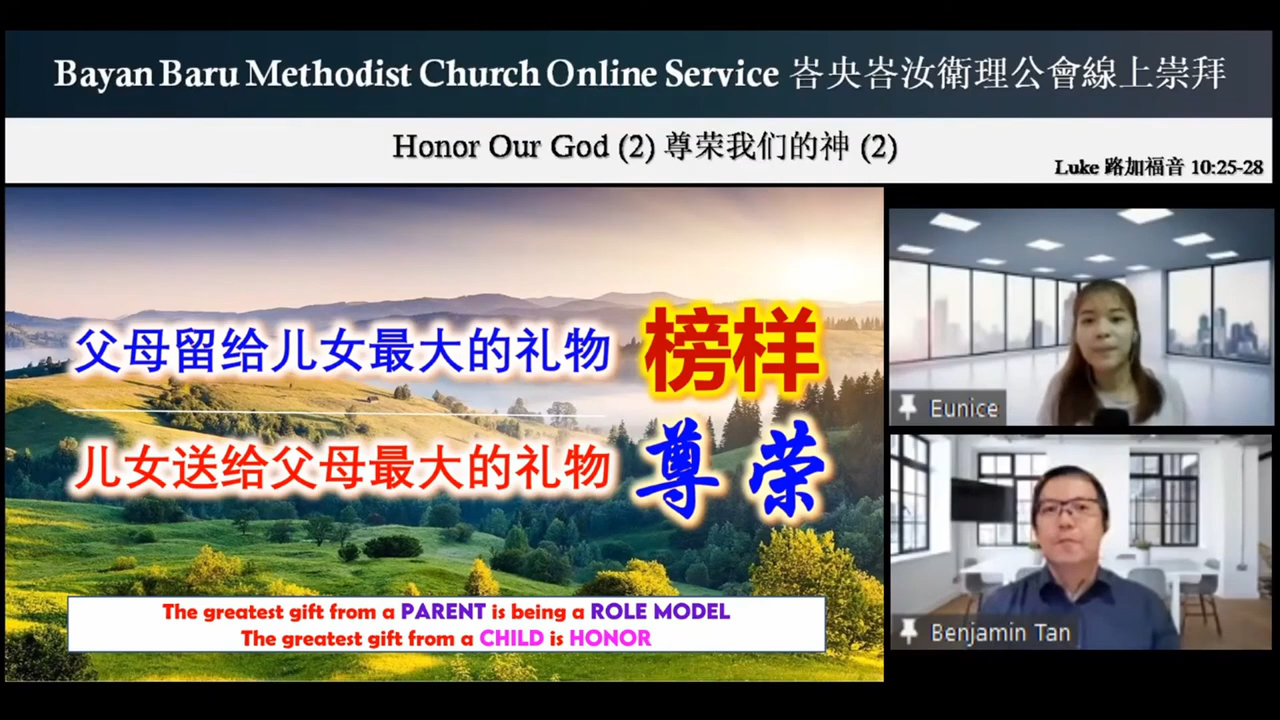 Bayan Baru Methodist Church Online Service 峇央峇汝衛理公會線上崇拜
Honor Our God (2) 尊荣我们的神 (2)
Luke 路加福音 10:25-28
父母留给儿女最大的礼物 榜样
儿女送给父母最大的礼物 尊荣
The greatest gift from a PARENT is being a ROLE MODEL
The greatest gift from a CHILD is HONOR
Eunice
Benjamin Tan